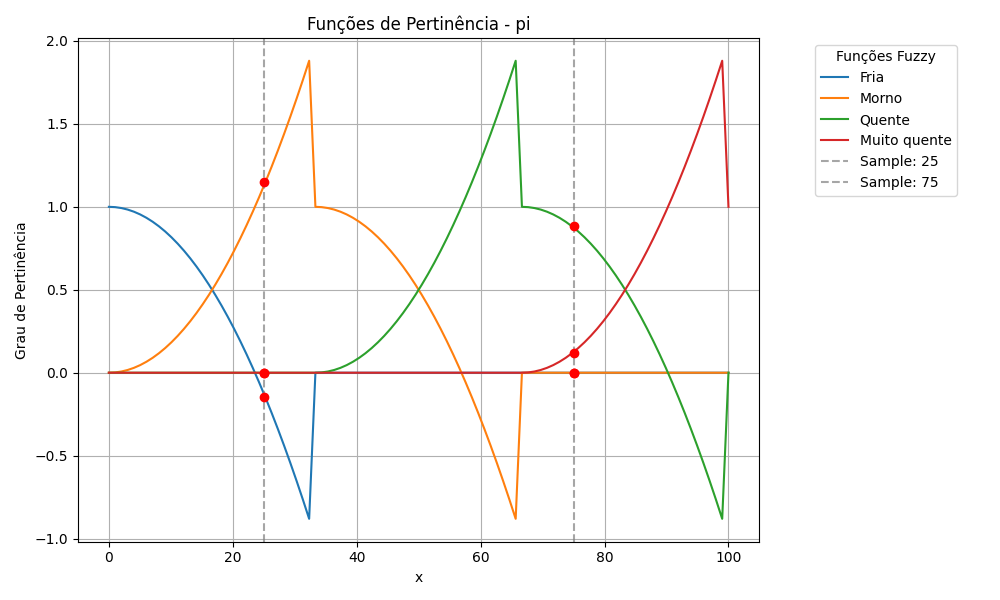 Funções de Pertinência - pi
Grau de Pertinência
2.0
1.5
1.0
0.5
0.0
−0.5
−1.0
0
20
40
60
80
100
x
Funções Fuzzy
Fria
Morno
Quente
Muito quente
Sample: 25
Sample: 75